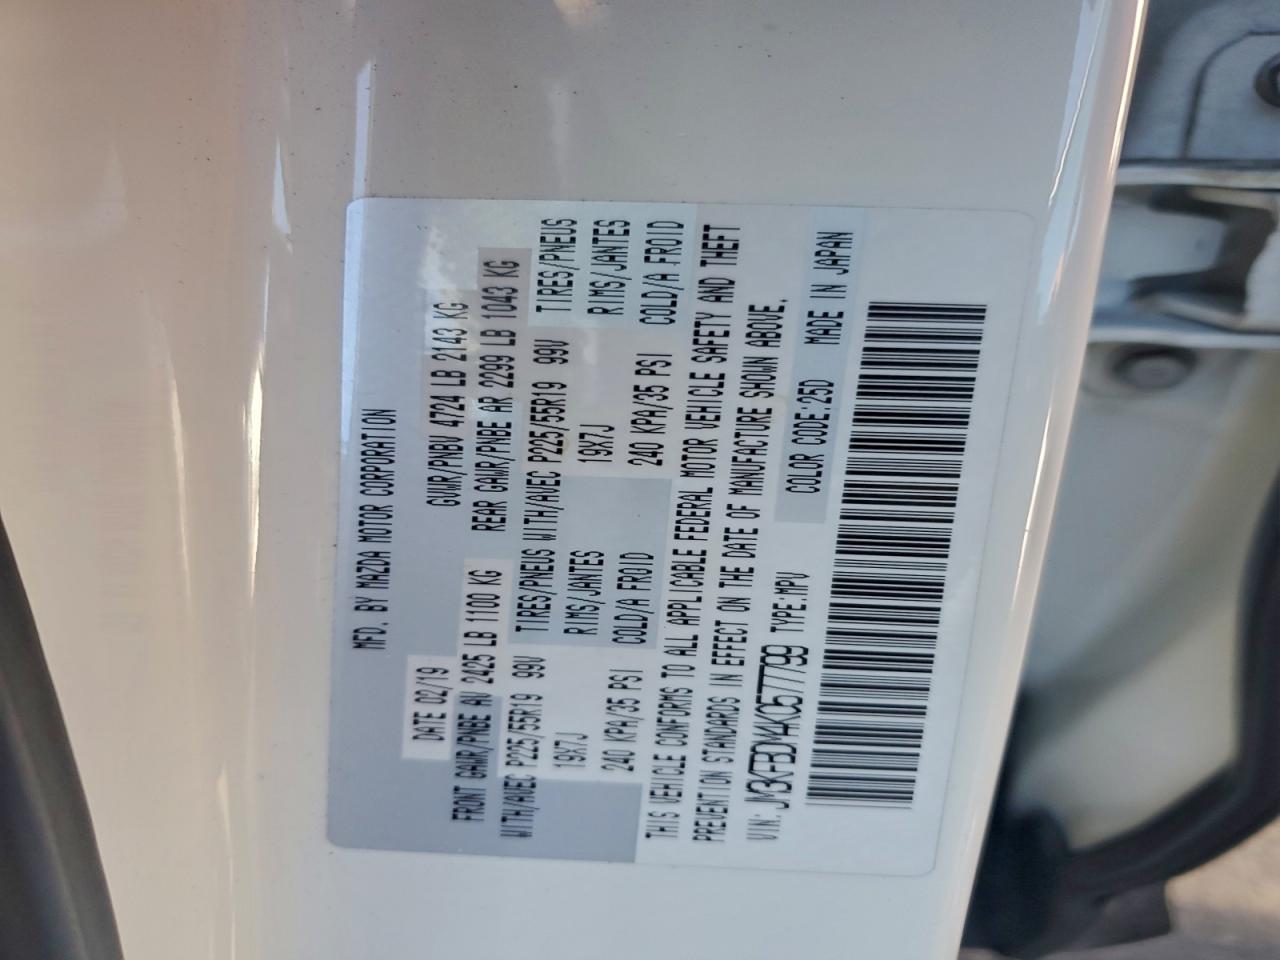 MFD. BY MAZDA MOTOR CORPORATION
DATE 02/19 GVWR/PNBV 4724 LB 2143 KG
FRONT GAWR/PNBE AV 2425 LB 1100 KG REAR GAWR/PNBE AR 2299 LB 1043 KG
WITH/AVEC P225/55R19 99V TIRES/PNEUS WITH/AVEC P225/55R19 99V TIRES/PNEUS
19X7J RIMS/JANTES 19X7J RIMS/JANTES
240 KPA/35 PSI COLD/A FROID 240 KPA/35 PSI COLD/A FROID
THIS VEHICLE CONFORMS TO ALL APPLICABLE FEDERAL MOTOR VEHICLE SAFETY AND THEFT
PREVENTION STANDARDS IN EFFECT ON THE DATE OF MANUFACTURE SHOWN ABOVE.
VIN: JM3KFBDM4K0577799 TYPE:MPV COLOR CODE:25D MADE IN JAPAN